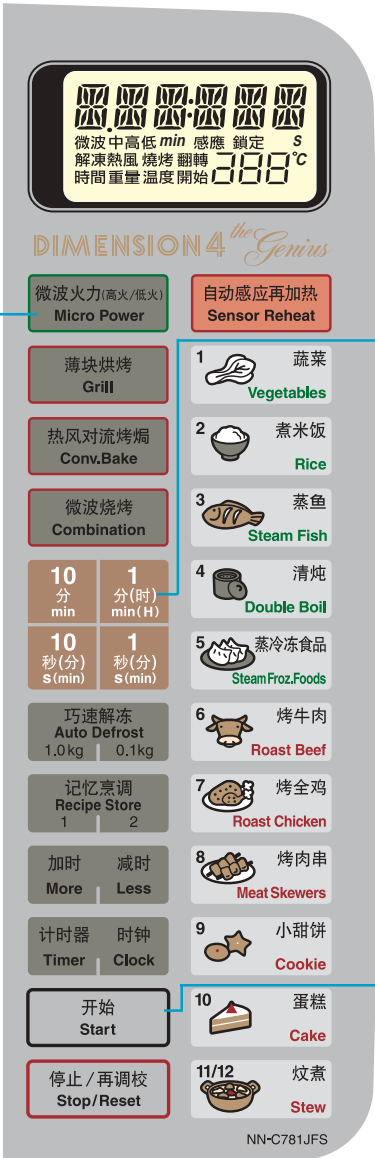 微波中高低 min 感應 鎖定 S
解凍熱風 燒烤 翻轉 °C
時間重量温度開始
DIMENSION 4 the Genius
微波火力(高火/低火)
Micro Power
自动感应再加热
Sensor Reheat
薄块烘烤
Grill
1 蔬菜
Vegetables
热风对流烤焗
Conv.Bake
2 煮米饭
Rice
微波烧烤
Combination
3 蒸鱼
Steam Fish
10 1
分 分(时)
min min(H)
4 清炖
Double Boil
10 1
秒(分) 秒(分)
s(min) s(min)
5 蒸冷冻食品
Steam Froz.Foods
巧速解冻
Auto Defrost
1.0kg 0.1kg
6 烤牛肉
Roast Beef
记忆烹调
Recipe Store
1 2
7 烤全鸡
Roast Chicken
加时 减时
More Less
8 烤肉串
Meat Skewers
计时器 时钟
Timer Clock
9 小甜饼
Cookie
开始
Start
10 蛋糕
Cake
停止/再调校
Stop/Reset
11/12 炆煮
Stew
NN-C781JFS